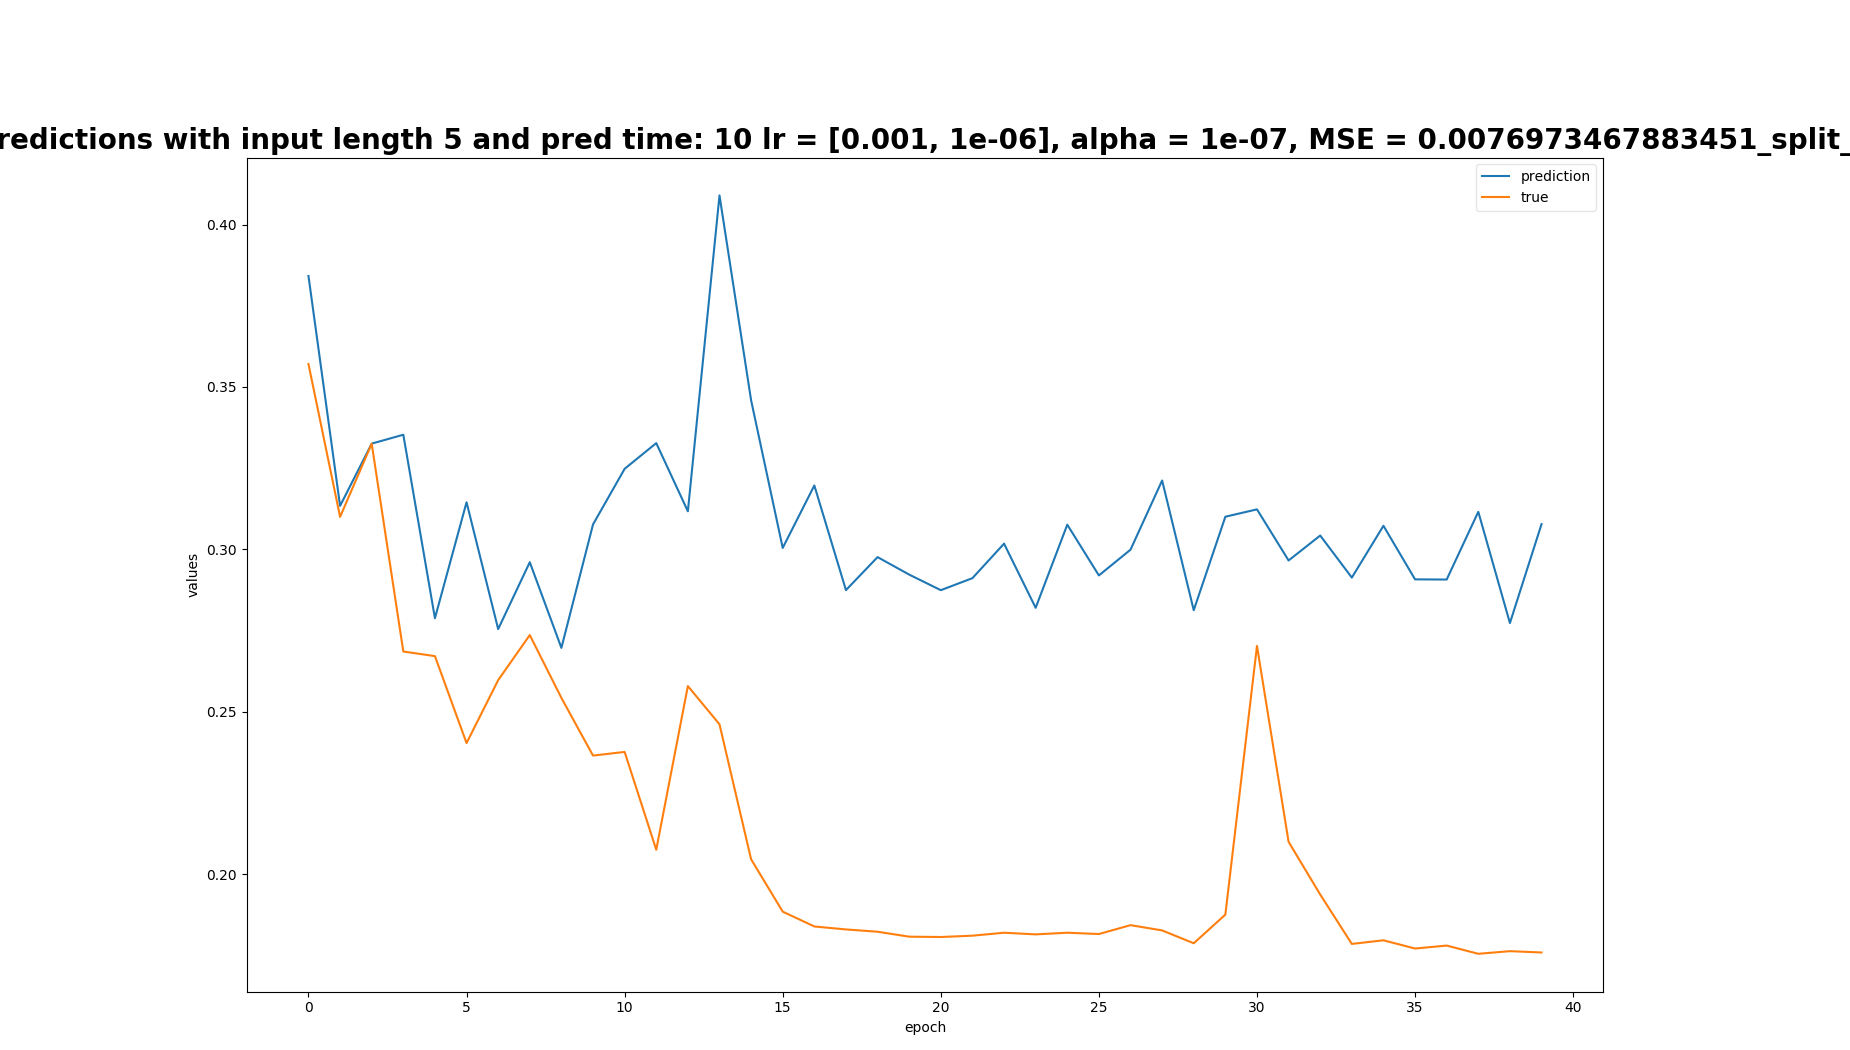 redictions with input length 5 and pred time: 10 lr = [0.001, 1e-06], alpha = 1e-07, MSE = 0.0076973467883451_split_
prediction
true
0.40
0.35
0.30
0.25
0.20
values
0 5 10 15 20 25 30 35 40
epoch